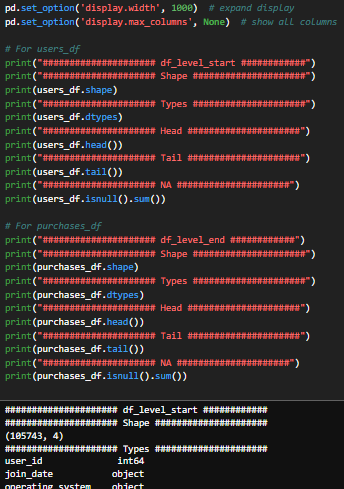 pd.set_option('display.width', 1000)  # expand display
pd.set_option('display.max_columns', None)  # show all columns
# For users_df
print("##################### df_level_start ############")
print("##################### Shape #####################")
print(users_df.shape)
print("##################### Types #####################")
print(users_df.dtypes)
print("##################### Head #####################")
print(users_df.head())
print("##################### Tail #####################")
print(users_df.tail())
print("##################### NA #####################")
print(users_df.isnull().sum())
# For purchases_df
print("##################### df_level_end ############")
print("##################### Shape #####################")
print(purchases_df.shape)
print("##################### Types #####################")
print(purchases_df.dtypes)
print("##################### Head #####################")
print(purchases_df.head())
print("##################### Tail #####################")
print(purchases_df.tail())
print("##################### NA #####################")
print(purchases_df.isnull().sum())
##################### df_level_start ############
##################### Shape #####################
(105743, 4)
##################### Types #####################
user_id              int64
join_date           object
operating_system    object